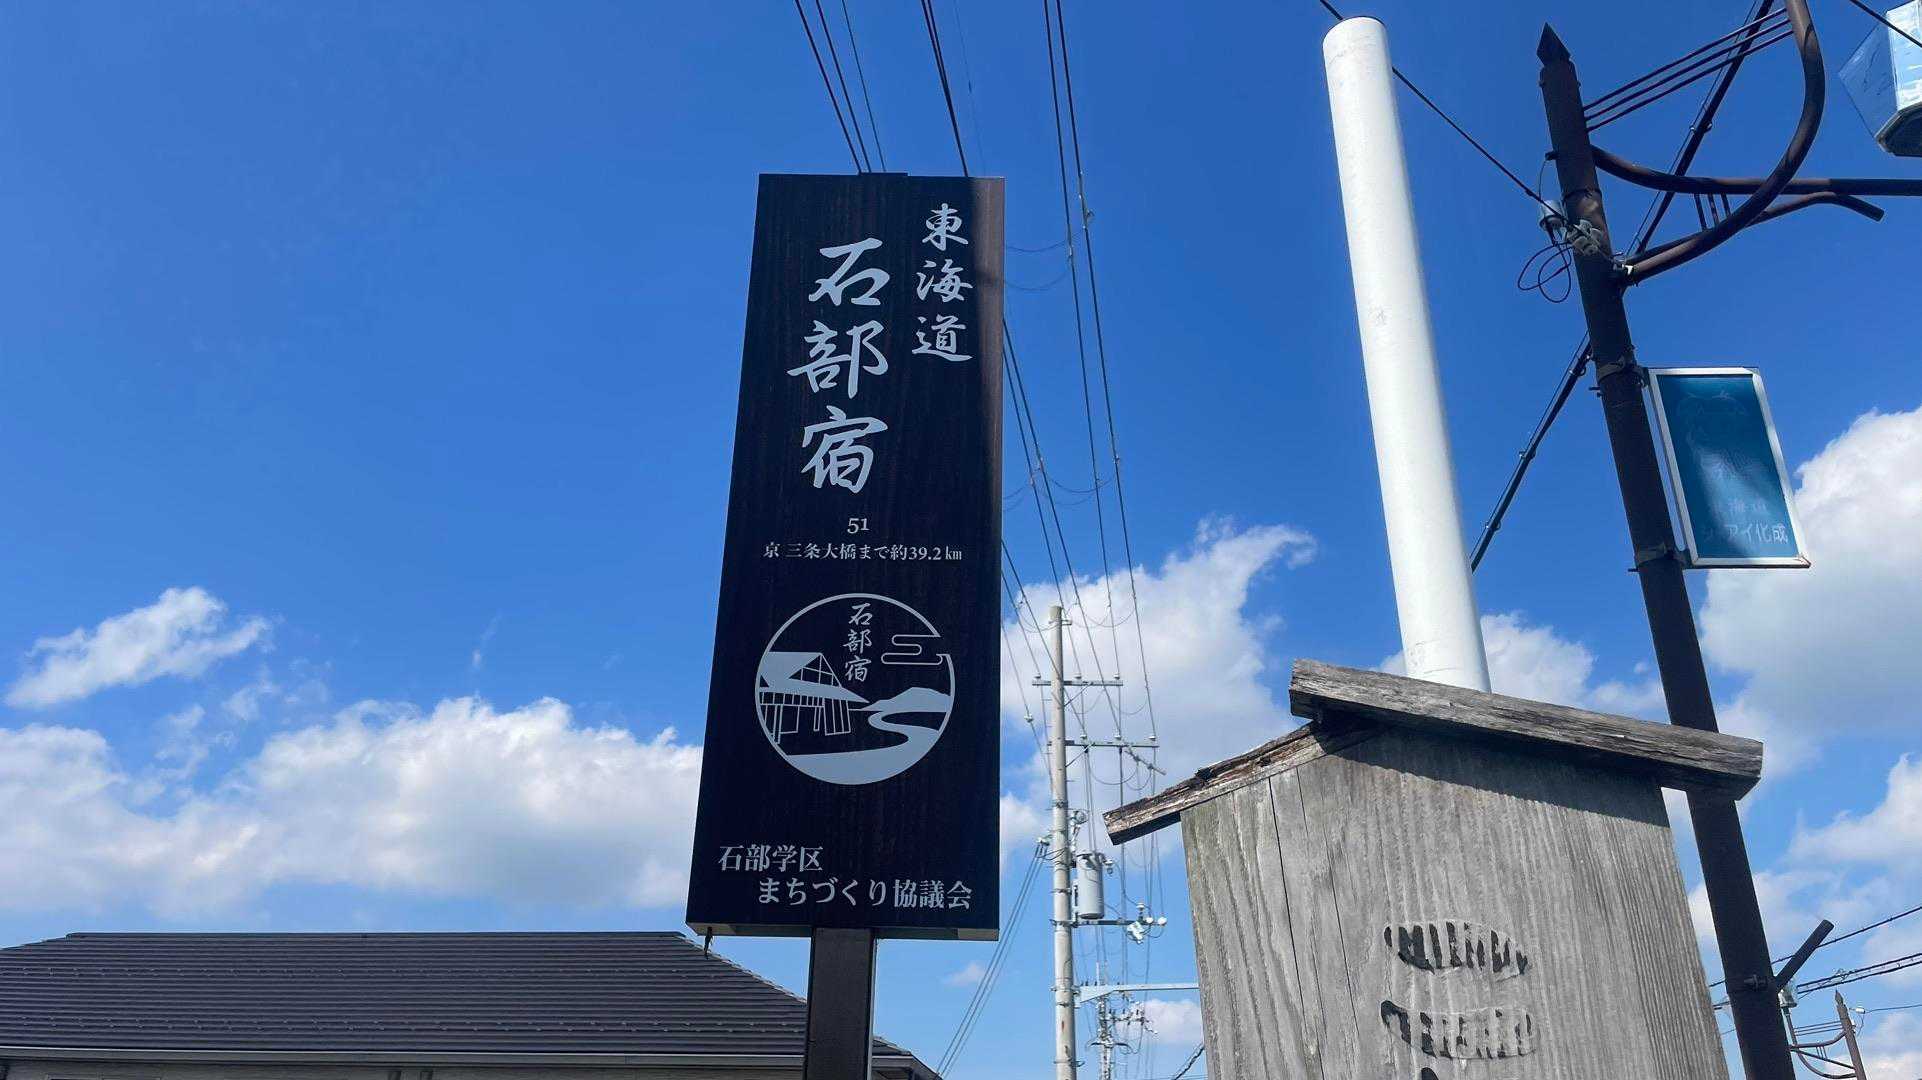 東海道
石部宿
51
京 三条大橋まで約39.2㎞
石部宿
石部学区
まちづくり協議会